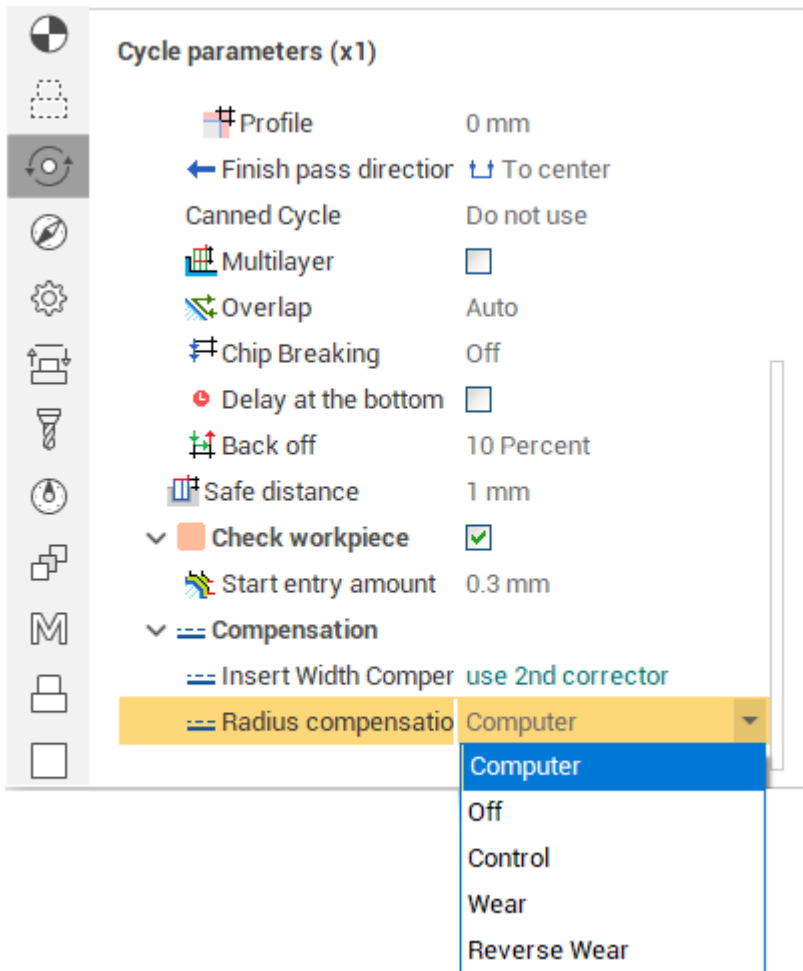 Cycle parameters (x1)
Profile 0 mm
Finish pass direction To center
Canned Cycle Do not use
Multilayer
Overlap Auto
Chip Breaking Off
Delay at the bottom
Back off 10 Percent
Safe distance 1 mm
Check workpiece
Start entry amount 0.3 mm
Compensation
Insert Width Comper use 2nd corrector
Radius compensatio Computer
Computer
Off
Control
Wear
Reverse Wear